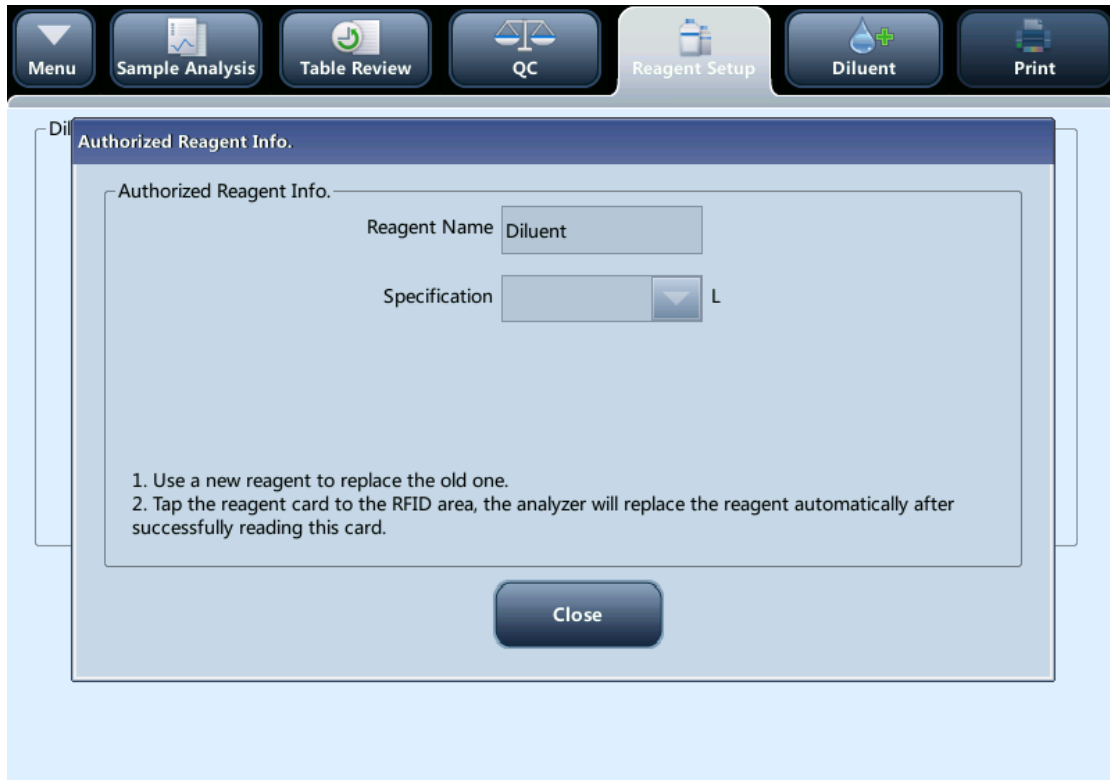 Menu
Sample Analysis
Table Review
QC
Reagent Setup
Diluent
Print
Dil
Authorized Reagent Info.
Authorized Reagent Info.
Reagent Name Diluent
Specification L
1. Use a new reagent to replace the old one.
2. Tap the reagent card to the RFID area, the analyzer will replace the reagent automatically after
successfully reading this card.
Close